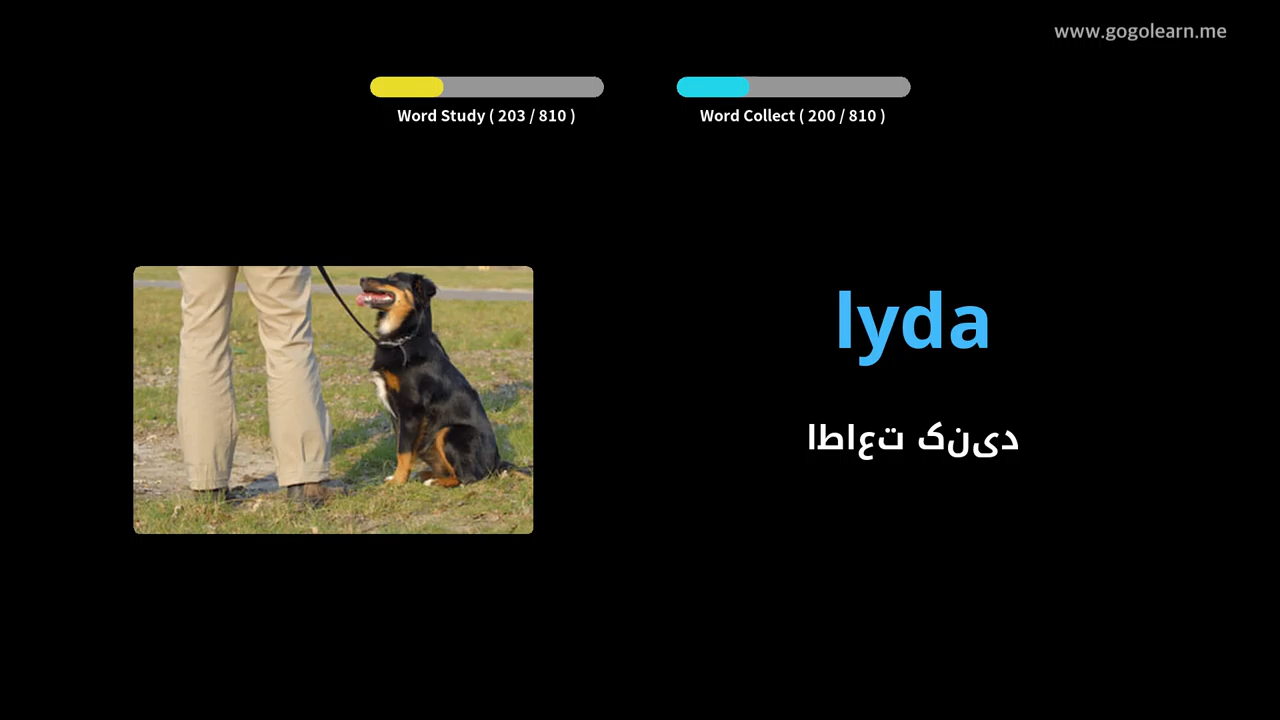 www.gogolearn.me
Word Study ( 203 / 810 )
Word Collect ( 200 / 810 )
lyda
اطاعت کنید